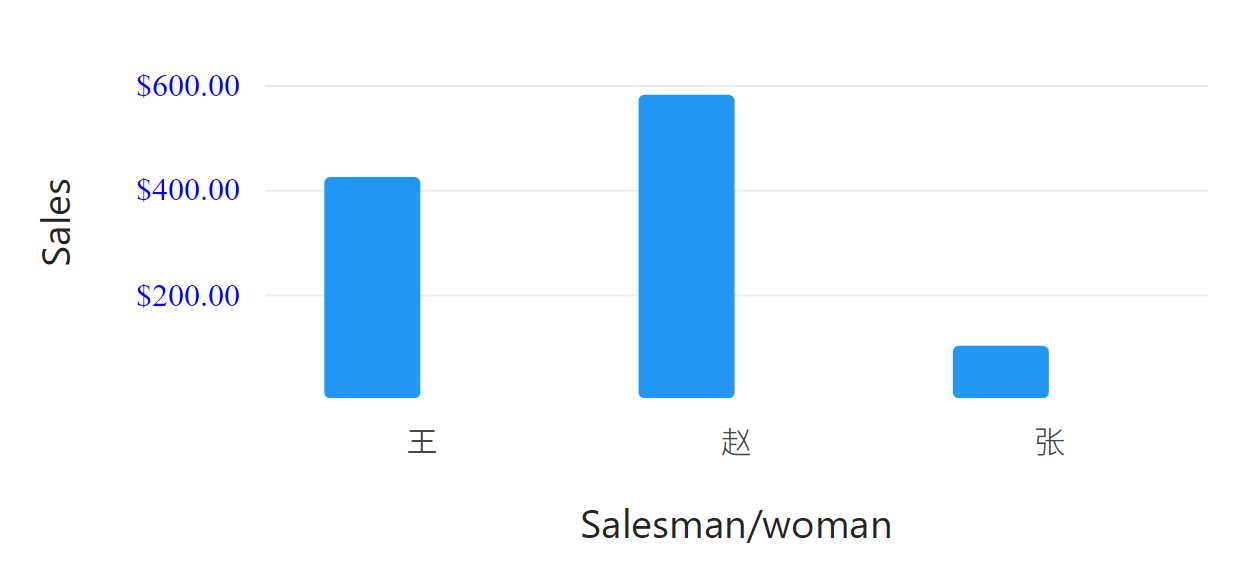 $600.00
$400.00
$200.00
Sales
王 赵 张
Salesman/woman